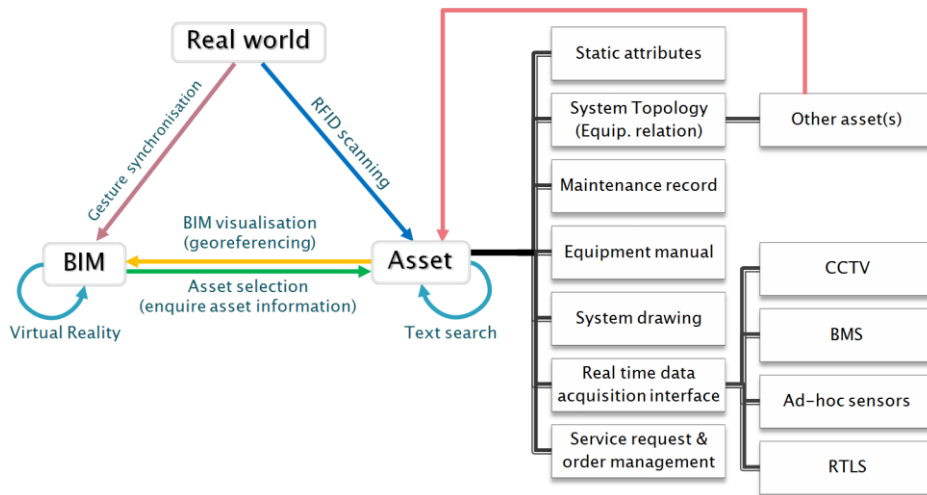 Real world
Gesture synchronisation
RFID scanning
BIM visualisation
(georeferencing)
BIM
Asset
Asset selection
(enquire asset information)
Virtual Reality
Text search
Static attributes
System Topology
(Equip. relation)
Other asset(s)
Maintenance record
Equipment manual
System drawing
Real time data
acquisition interface
Service request &
order management
CCTV
BMS
Ad-hoc sensors
RTLS